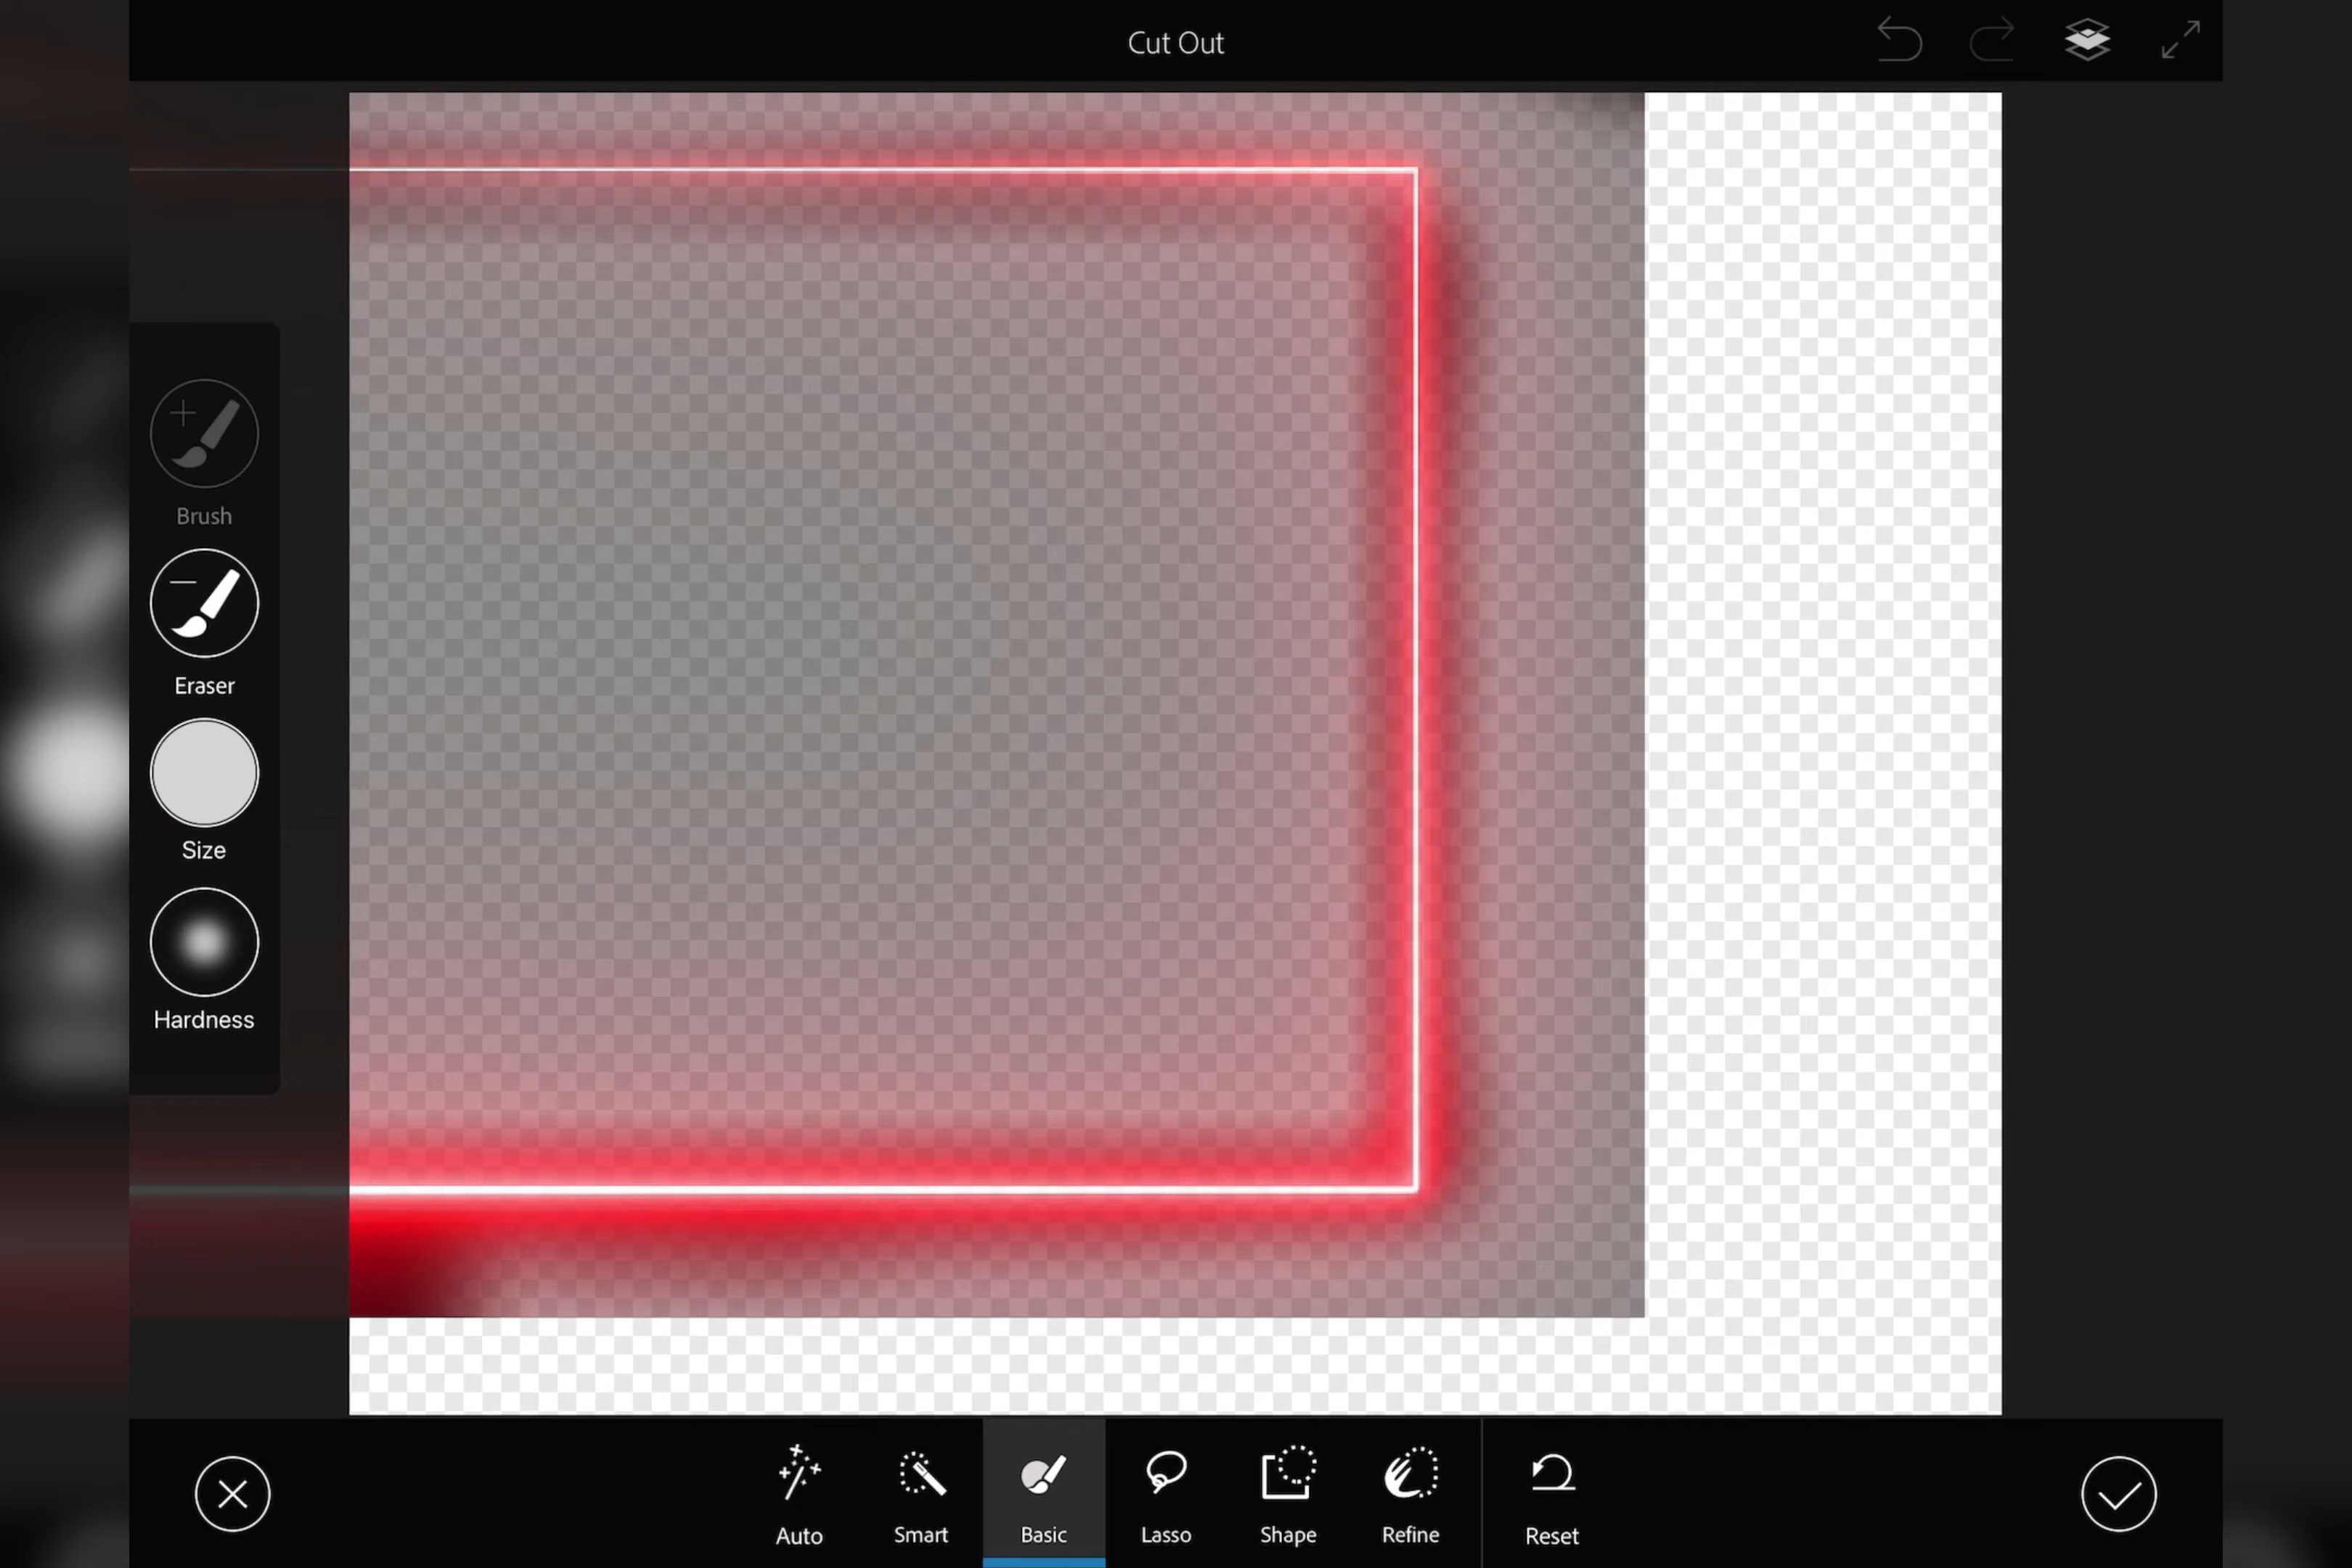 Cut Out
Brush
Eraser
Size
Hardness
Auto
Smart
Basic
Lasso
Shape
Refine
Reset